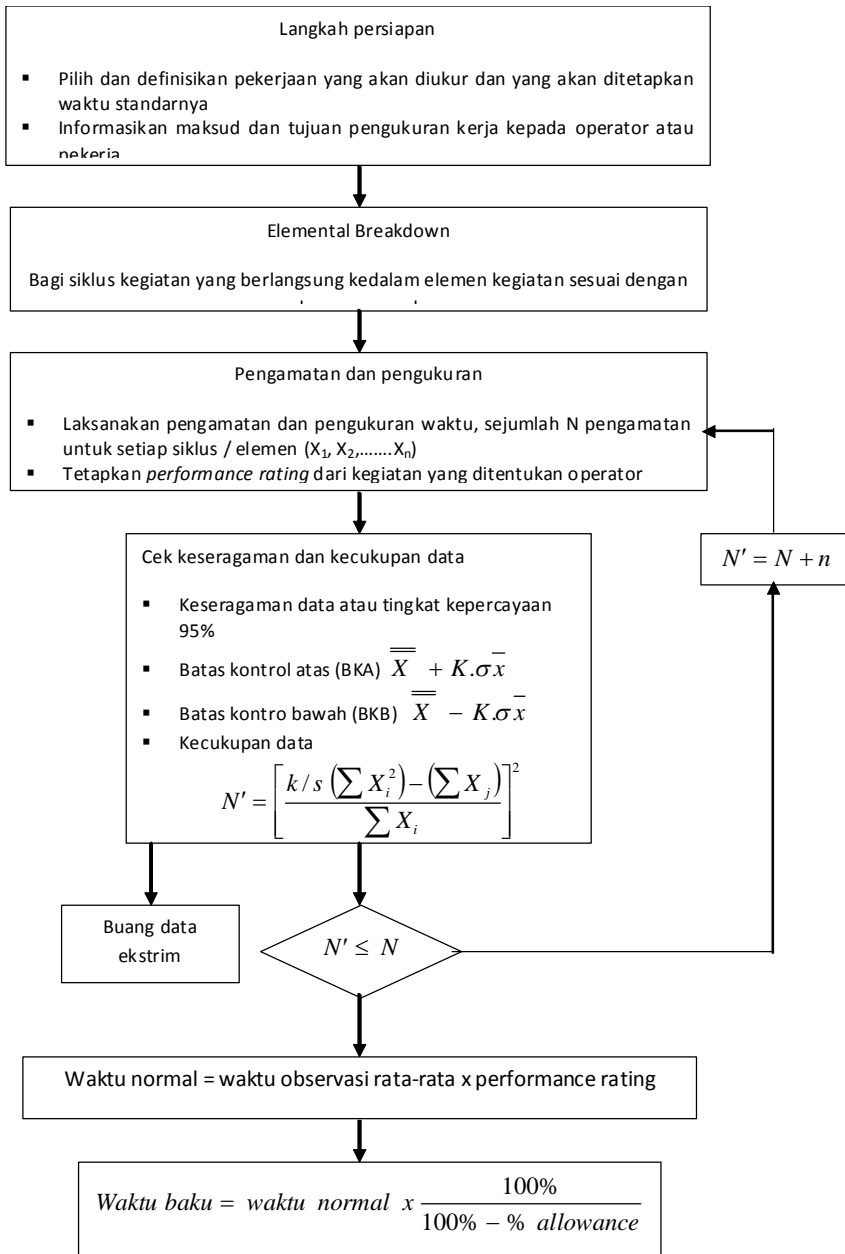 Langkah persiapan
▪ Pilih dan definisikan pekerjaan yang akan diukur dan yang akan ditetapkan
waktu standarnya
▪ Informasikan maksud dan tujuan pengukuran kerja kepada operator atau
pekerja
Elemental Breakdown
Bagi siklus kegiatan yang berlangsung kedalam elemen kegiatan sesuai dengan
Pengamatan dan pengukuran
▪ Laksanakan pengamatan dan pengukuran waktu, sejumlah N pengamatan
untuk setiap siklus / elemen (X₁, X₂,.......Xₙ)
▪ Tetapkan performance rating dari kegiatan yang ditentukan operator
Cek keseragaman dan kecukupan data
▪ Keseragaman data atau tingkat kepercayaan
95%
▪ Batas kontrol atas (BKA) X̿ + K.σx̄
▪ Batas kontro bawah (BKB) X̿ − K.σx̄
▪ Kecukupan data
N′ = [ (k / s (∑ Xᵢ²) − (∑ Xⱼ)) / ∑ Xᵢ ]²
N′ = N + n
Buang data
ekstrim
N′ ≤ N
Waktu normal = waktu observasi rata-rata x performance rating
Waktu baku = waktu normal x 100% / (100% − % allowance)